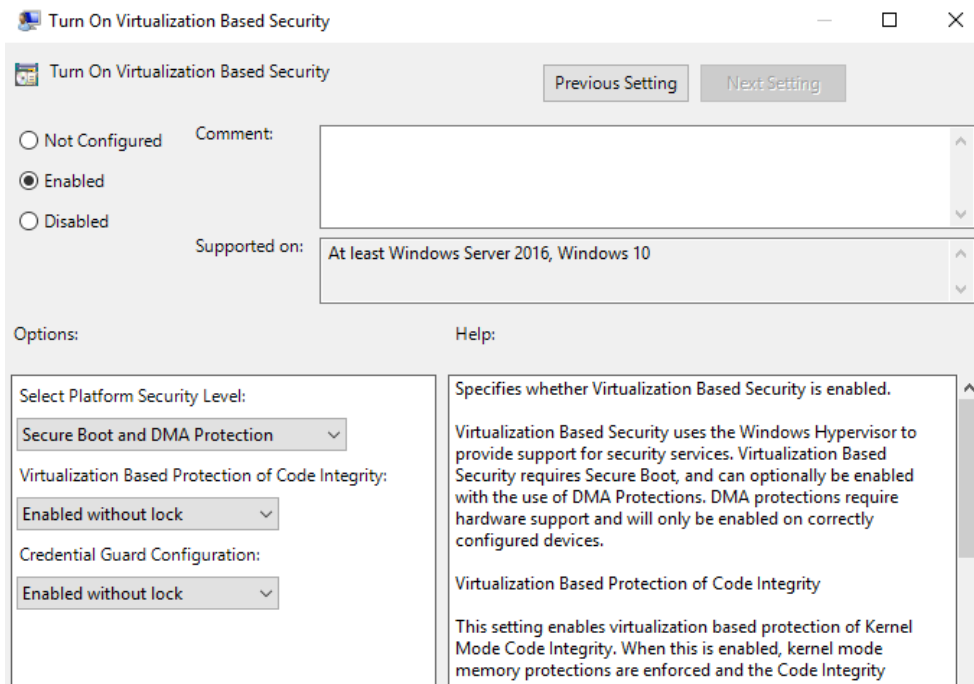 Turn On Virtualization Based Security
Turn On Virtualization Based Security
Previous Setting
Next Setting
Not Configured
Comment:
Enabled
Disabled
Supported on:
At least Windows Server 2016, Windows 10
Options:
Help:
Select Platform Security Level:
Secure Boot and DMA Protection
Virtualization Based Protection of Code Integrity:
Enabled without lock
Credential Guard Configuration:
Enabled without lock
Specifies whether Virtualization Based Security is enabled.
Virtualization Based Security uses the Windows Hypervisor to
provide support for security services. Virtualization Based
Security requires Secure Boot, and can optionally be enabled
with the use of DMA Protections. DMA protections require
hardware support and will only be enabled on correctly
configured devices.
Virtualization Based Protection of Code Integrity
This setting enables virtualization based protection of Kernel
Mode Code Integrity. When this is enabled, kernel mode
memory protections are enforced and the Code Integrity